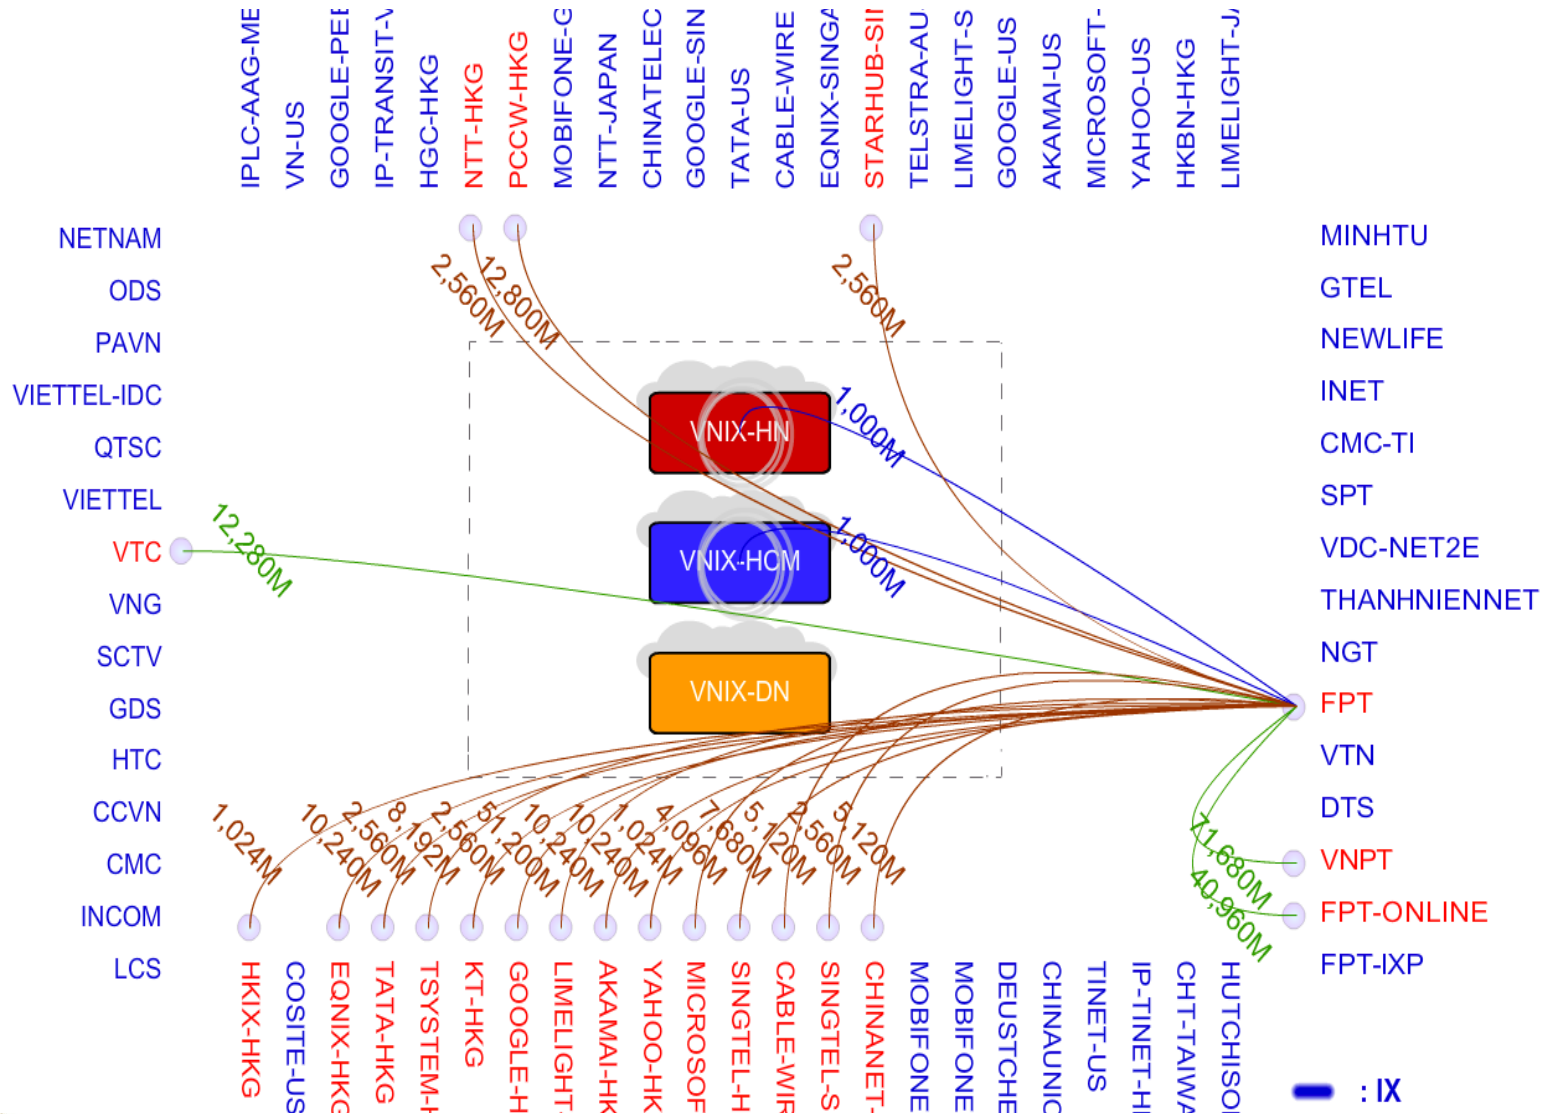 IPLC-AAG-ME
VN-US
GOOGLE-PEE
IP-TRANSIT-V
HGC-HKG
NTT-HKG
PCCW-HKG
MOBIFONE-G
NTT-JAPAN
CHINATELEC
GOOGLE-SIN
TATA-US
CABLE-WIRE
EQNIX-SINGA
STARHUB-SIN
TELSTRA-AU
LIMELIGHT-S
GOOGLE-US
AKAMAI-US
MICROSOFT-
YAHOO-US
HKBN-HKG
LIMELIGHT-JA
NETNAM
ODS
PAVN
VIETTEL-IDC
QTSC
VIETTEL
VTC
VNG
SCTV
GDS
HTC
CCVN
CMC
INCOM
LCS
2,560M
12,800M
2,560M
VNIX-HN
1,000M
VNIX-HCM
1,000M
VNIX-DN
12,280M
MINHTU
GTEL
NEWLIFE
INET
CMC-TI
SPT
VDC-NET2E
THANHNIENNET
NGT
FPT
VTN
DTS
VNPT
FPT-ONLINE
FPT-IXP
71,680M
40,960M
1,024M
10,240M
2,560M
8,192M
2,560M
51,200M
10,240M
10,240M
1,024M
4,096M
7,680M
5,120M
2,560M
5,120M
HKIX-HKG
COSITE-US
EQNIX-HKG
TATA-HKG
TSYSTEM-H
KT-HKG
GOOGLE-H
LIMELIGHT-
AKAMAI-HK
YAHOO-HK
MICROSOF
SINGTEL-H
CABLE-WIR
SINGTEL-S
CHINANET-
MOBIFONE
MOBIFONE
DEUSTCHE
CHINAUNIC
TINET-US
IP-TINET-H
CHT-TAIWA
HUTCHISO
: IX